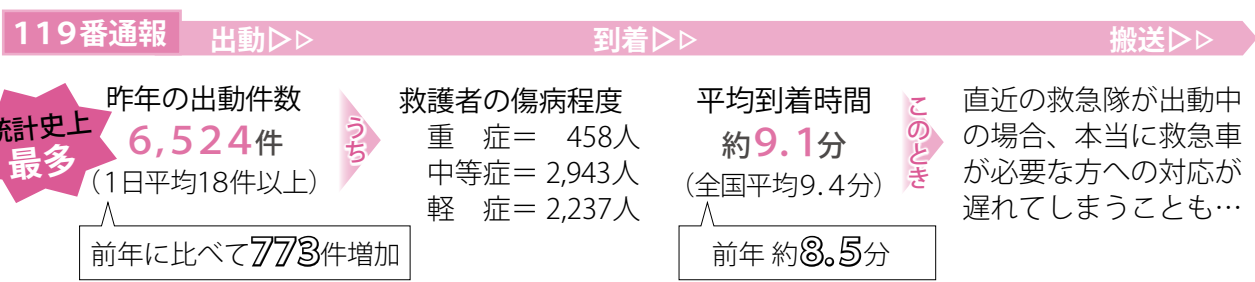 119番通報
出動▷▷
到着▷▷
搬送▷▷
統計史上
最多
昨年の出動件数
6,524件
(1日平均18件以上)
前年に比べて773件増加
うち
救護者の傷病程度
重　症＝　458人
中等症＝ 2,943人
軽　症＝ 2,237人
平均到着時間
約9.1分
(全国平均9.4分)
前年 約8.5分
このとき
直近の救急隊が出動中
の場合、本当に救急車
が必要な方への対応が
遅れてしまうことも…